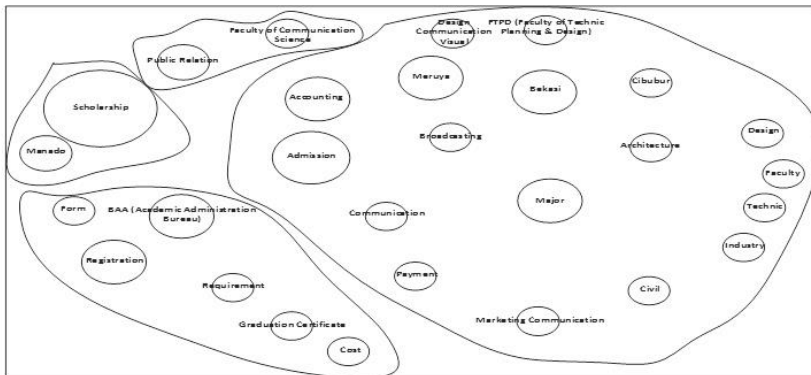 Faculty of Communication
Science
Public Relation
Scholarship
Manado
Design
Communication
Visual
FTPD (Faculty of Technic
Planning & Design)
Meruya
Bekasi
Cibubur
Accounting
Broadcasting
Architecture
Design
Admission
Faculty
Communication
Major
Technic
Industry
Payment
Civil
Marketing Communication
Form
BAA (Academic Administration
Bureau)
Registration
Requirement
Graduation Certificate
Cost